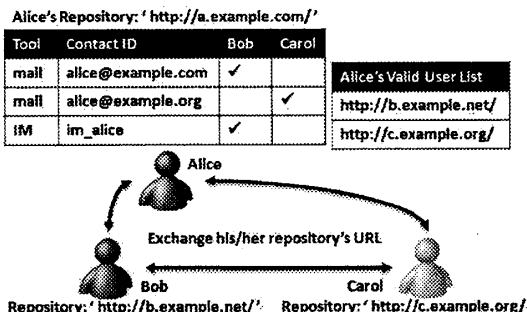 Alice's Repository: ' http://a.example.com/'
Tool Contact ID Bob Carol
mail alice@example.com ✓
mail alice@example.org ✓
IM im_alice ✓
Alice's Valid User List
http://b.example.net/
http://c.example.org/
Alice
Exchange his/her repository's URL
Bob
Carol
Repository: ' http://b.example.net/'
Repository: ' http://c.example.org/